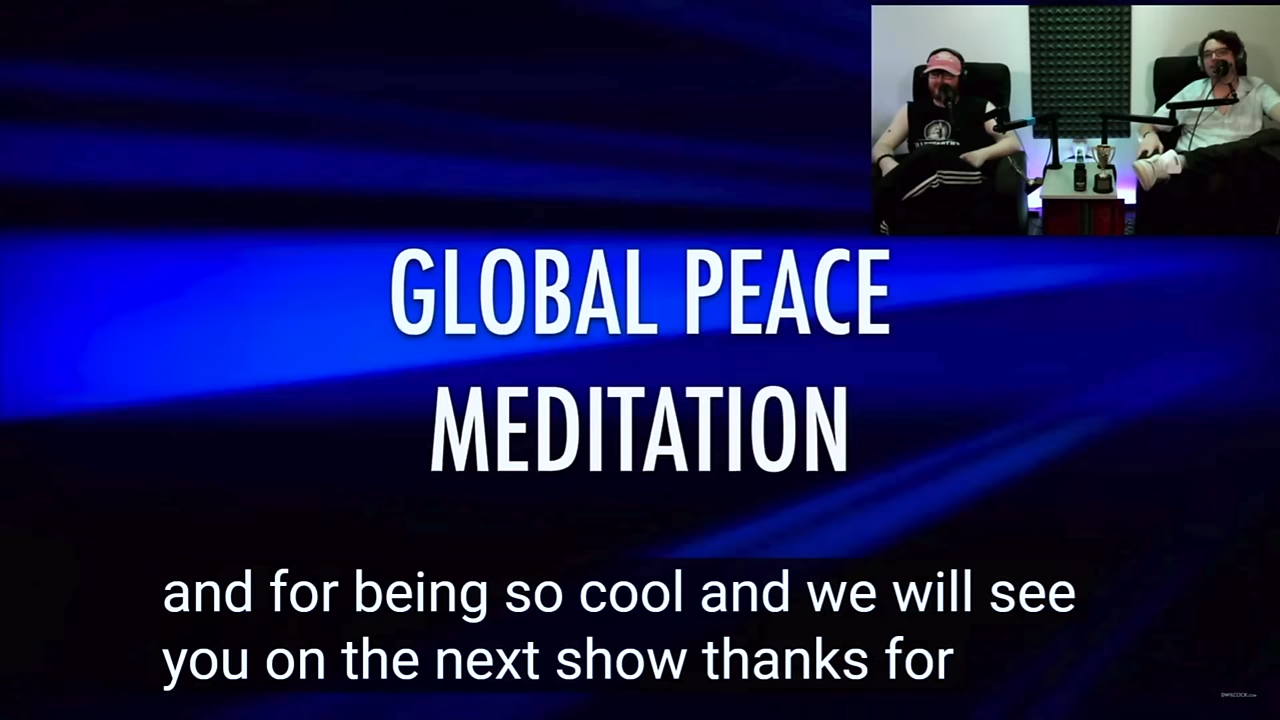 GLOBAL PEACE
MEDITATION
and for being so cool and we will see
you on the next show thanks for